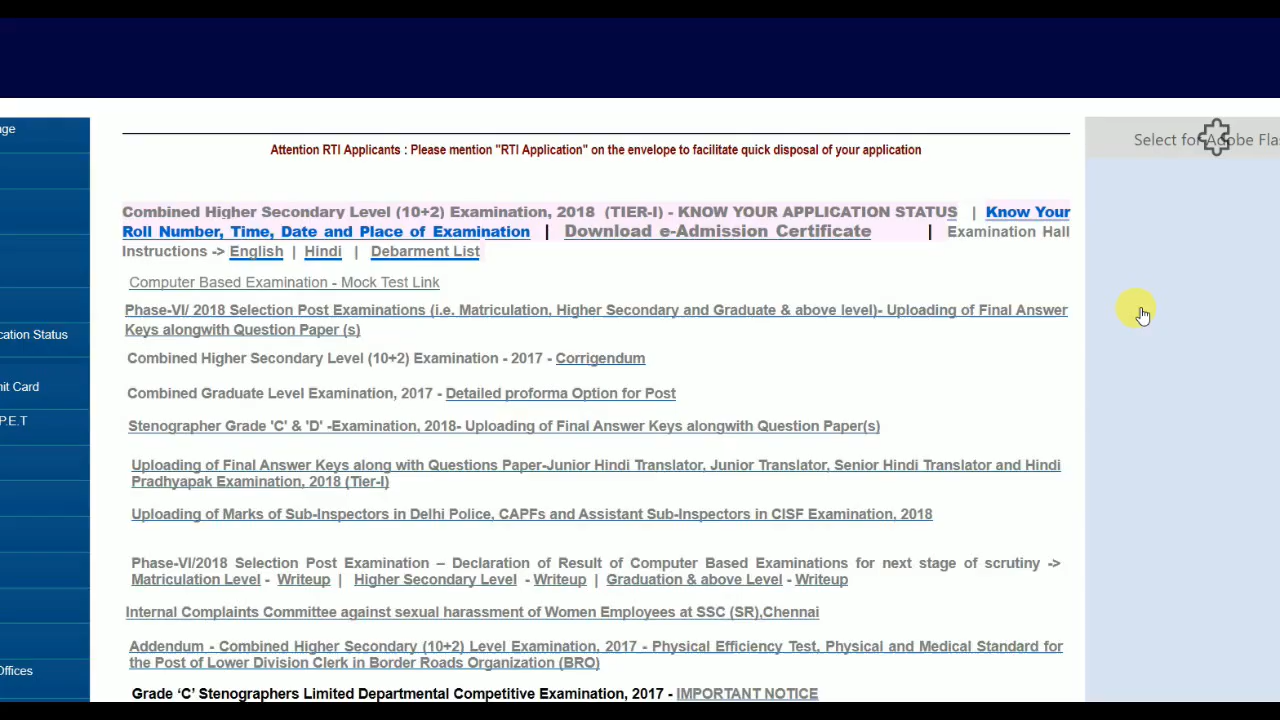 age
Attention RTI Applicants : Please mention "RTI Application" on the envelope to facilitate quick disposal of your application
Select for Adobe Fla
Combined Higher Secondary Level (10+2) Examination, 2018 (TIER-I) - KNOW YOUR APPLICATION STATUS | Know Your
Roll Number, Time, Date and Place of Examination | Download e-Admission Certificate | Examination Hall
Instructions -> English | Hindi | Debarment List
Computer Based Examination - Mock Test Link
Phase-VI/ 2018 Selection Post Examinations (i.e. Matriculation, Higher Secondary and Graduate & above level)- Uploading of Final Answer
Keys alongwith Question Paper (s)
cation Status
Combined Higher Secondary Level (10+2) Examination - 2017 - Corrigendum
nit Card
Combined Graduate Level Examination, 2017 - Detailed proforma Option for Post
P.E.T
Stenographer Grade 'C' & 'D' -Examination, 2018- Uploading of Final Answer Keys alongwith Question Paper(s)
Uploading of Final Answer Keys along with Questions Paper-Junior Hindi Translator, Junior Translator, Senior Hindi Translator and Hindi
Pradhyapak Examination, 2018 (Tier-I)
Uploading of Marks of Sub-Inspectors in Delhi Police, CAPFs and Assistant Sub-Inspectors in CISF Examination, 2018
Phase-VI/2018 Selection Post Examination – Declaration of Result of Computer Based Examinations for next stage of scrutiny ->
Matriculation Level - Writeup | Higher Secondary Level - Writeup | Graduation & above Level - Writeup
Internal Complaints Committee against sexual harassment of Women Employees at SSC (SR),Chennai
Addendum - Combined Higher Secondary (10+2) Level Examination, 2017 - Physical Efficiency Test, Physical and Medical Standard for
the Post of Lower Division Clerk in Border Roads Organization (BRO)
Offices
Grade ‘C’ Stenographers Limited Departmental Competitive Examination, 2017 - IMPORTANT NOTICE